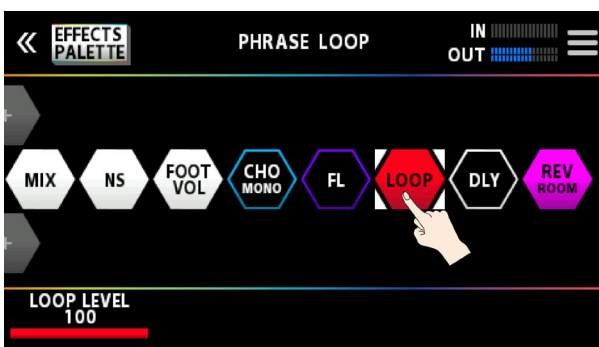 EFFECTS
PALETTE
PHRASE LOOP
IN
OUT
MIX
NS
FOOT
VOL
CHO
MONO
FL
LOOP
DLY
REV
ROOM
LOOP LEVEL
100